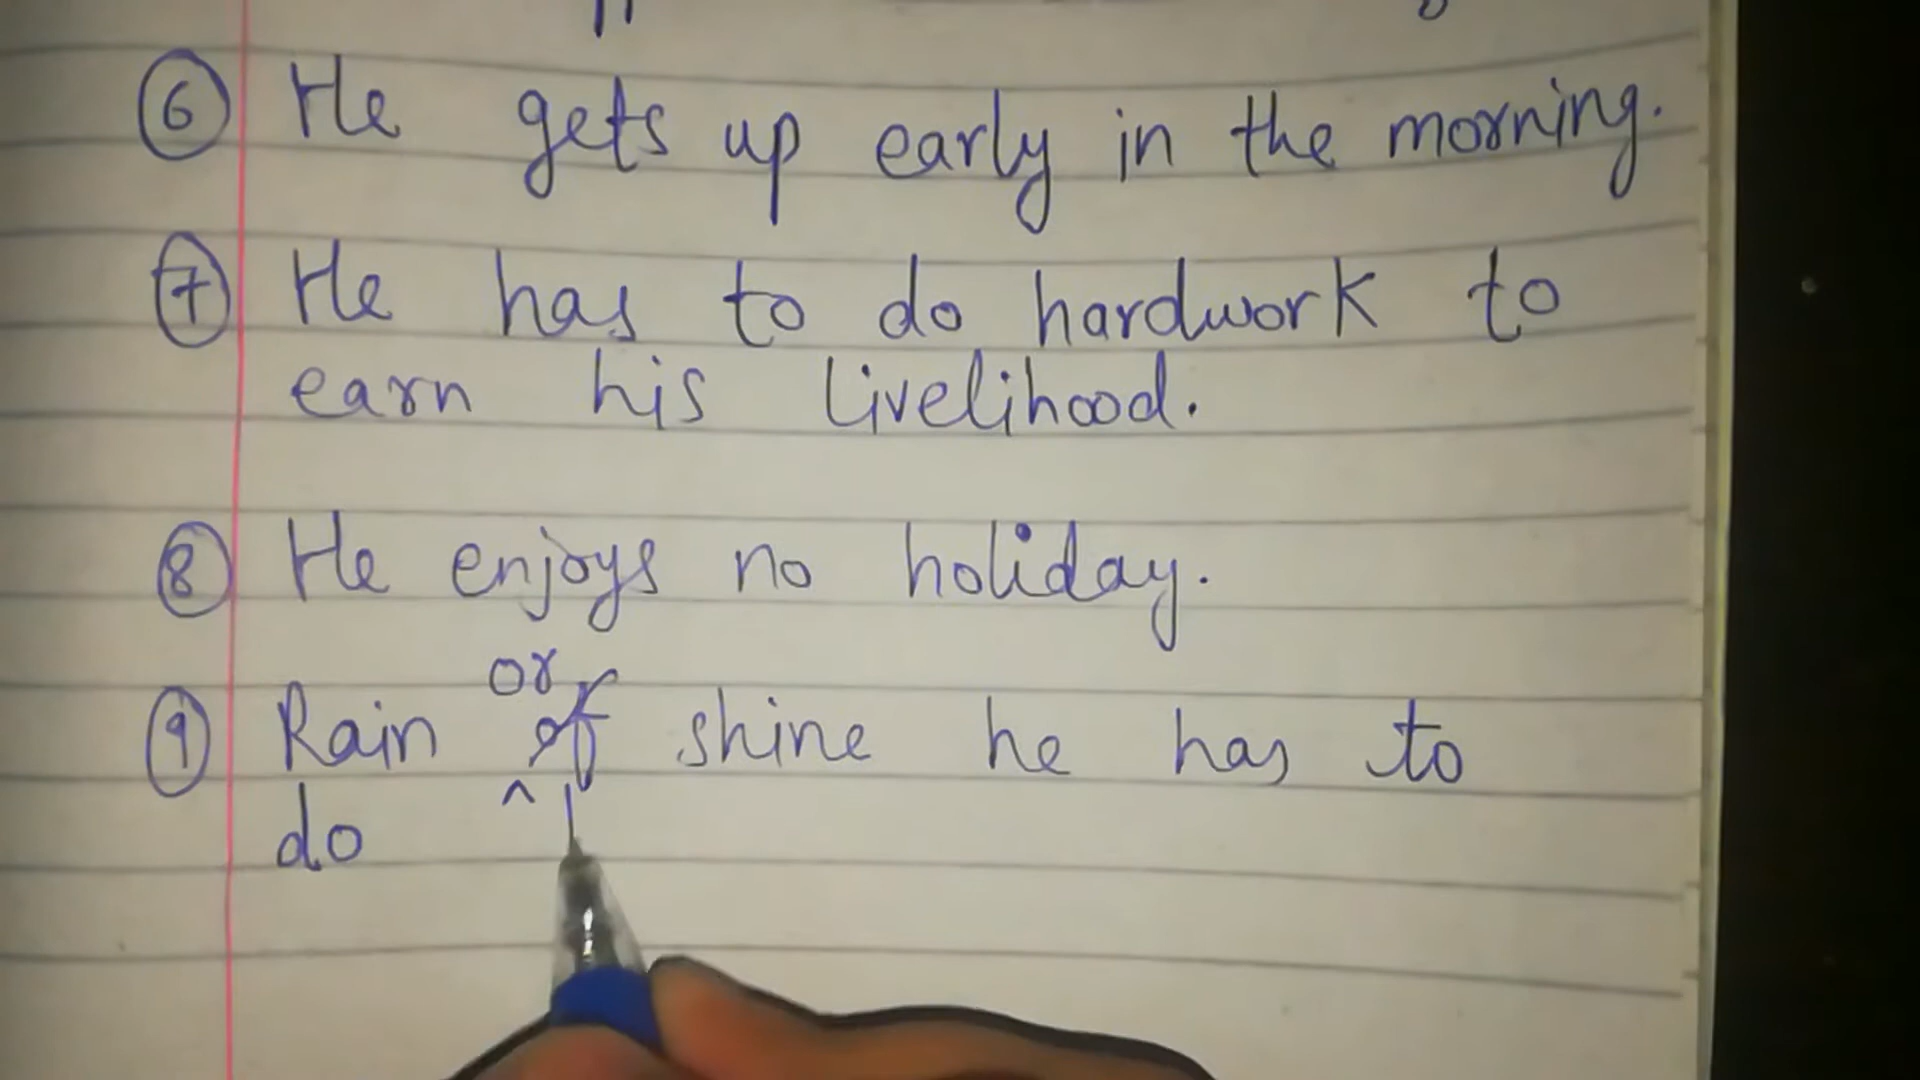 6 He gets up early in the morning.
7 He has to do hardwork to
earn his livelihood.
8 He enjoys no holiday.
or
9 Rain of shine he has to
^
do